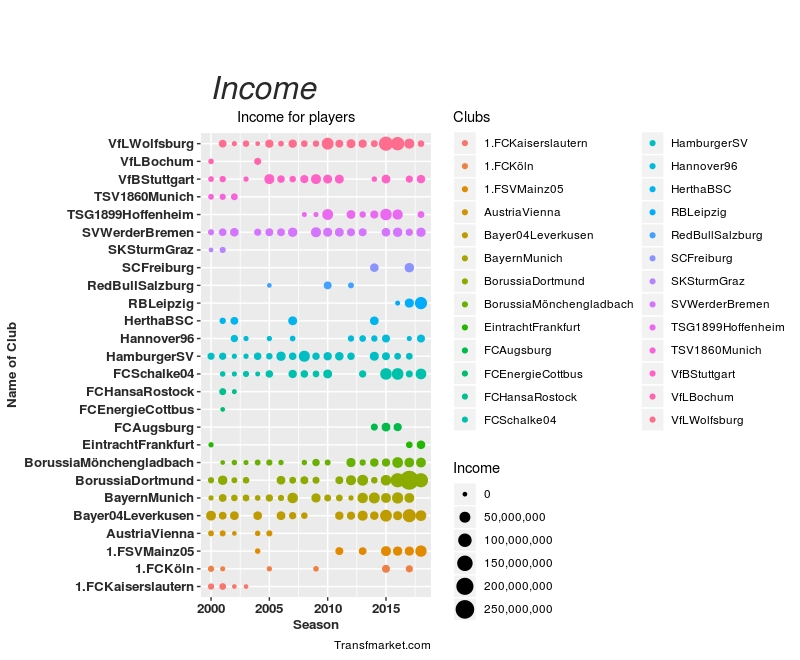 Income
Income for players
Name of Club
VfLWolfsburg
VfLBochum
VfBStuttgart
TSV1860Munich
TSG1899Hoffenheim
SVWerderBremen
SKSturmGraz
SCFreiburg
RedBullSalzburg
RBLeipzig
HerthaBSC
Hannover96
HamburgerSV
FCSchalke04
FCHansaRostock
FCEnergieCottbus
FCAugsburg
EintrachtFrankfurt
BorussiaMönchengladbach
BorussiaDortmund
BayernMunich
Bayer04Leverkusen
AustriaVienna
1.FSVMainz05
1.FCKöln
1.FCKaiserslautern
2000 2005 2010 2015
Season
Transfmarket.com
Clubs
1.FCKaiserslautern
1.FCKöln
1.FSVMainz05
AustriaVienna
Bayer04Leverkusen
BayernMunich
BorussiaDortmund
BorussiaMönchengladbach
EintrachtFrankfurt
FCAugsburg
FCEnergieCottbus
FCHansaRostock
FCSchalke04
HamburgerSV
Hannover96
HerthaBSC
RBLeipzig
RedBullSalzburg
SCFreiburg
SKSturmGraz
SVWerderBremen
TSG1899Hoffenheim
TSV1860Munich
VfBStuttgart
VfLBochum
VfLWolfsburg
Income
0
50,000,000
100,000,000
150,000,000
200,000,000
250,000,000